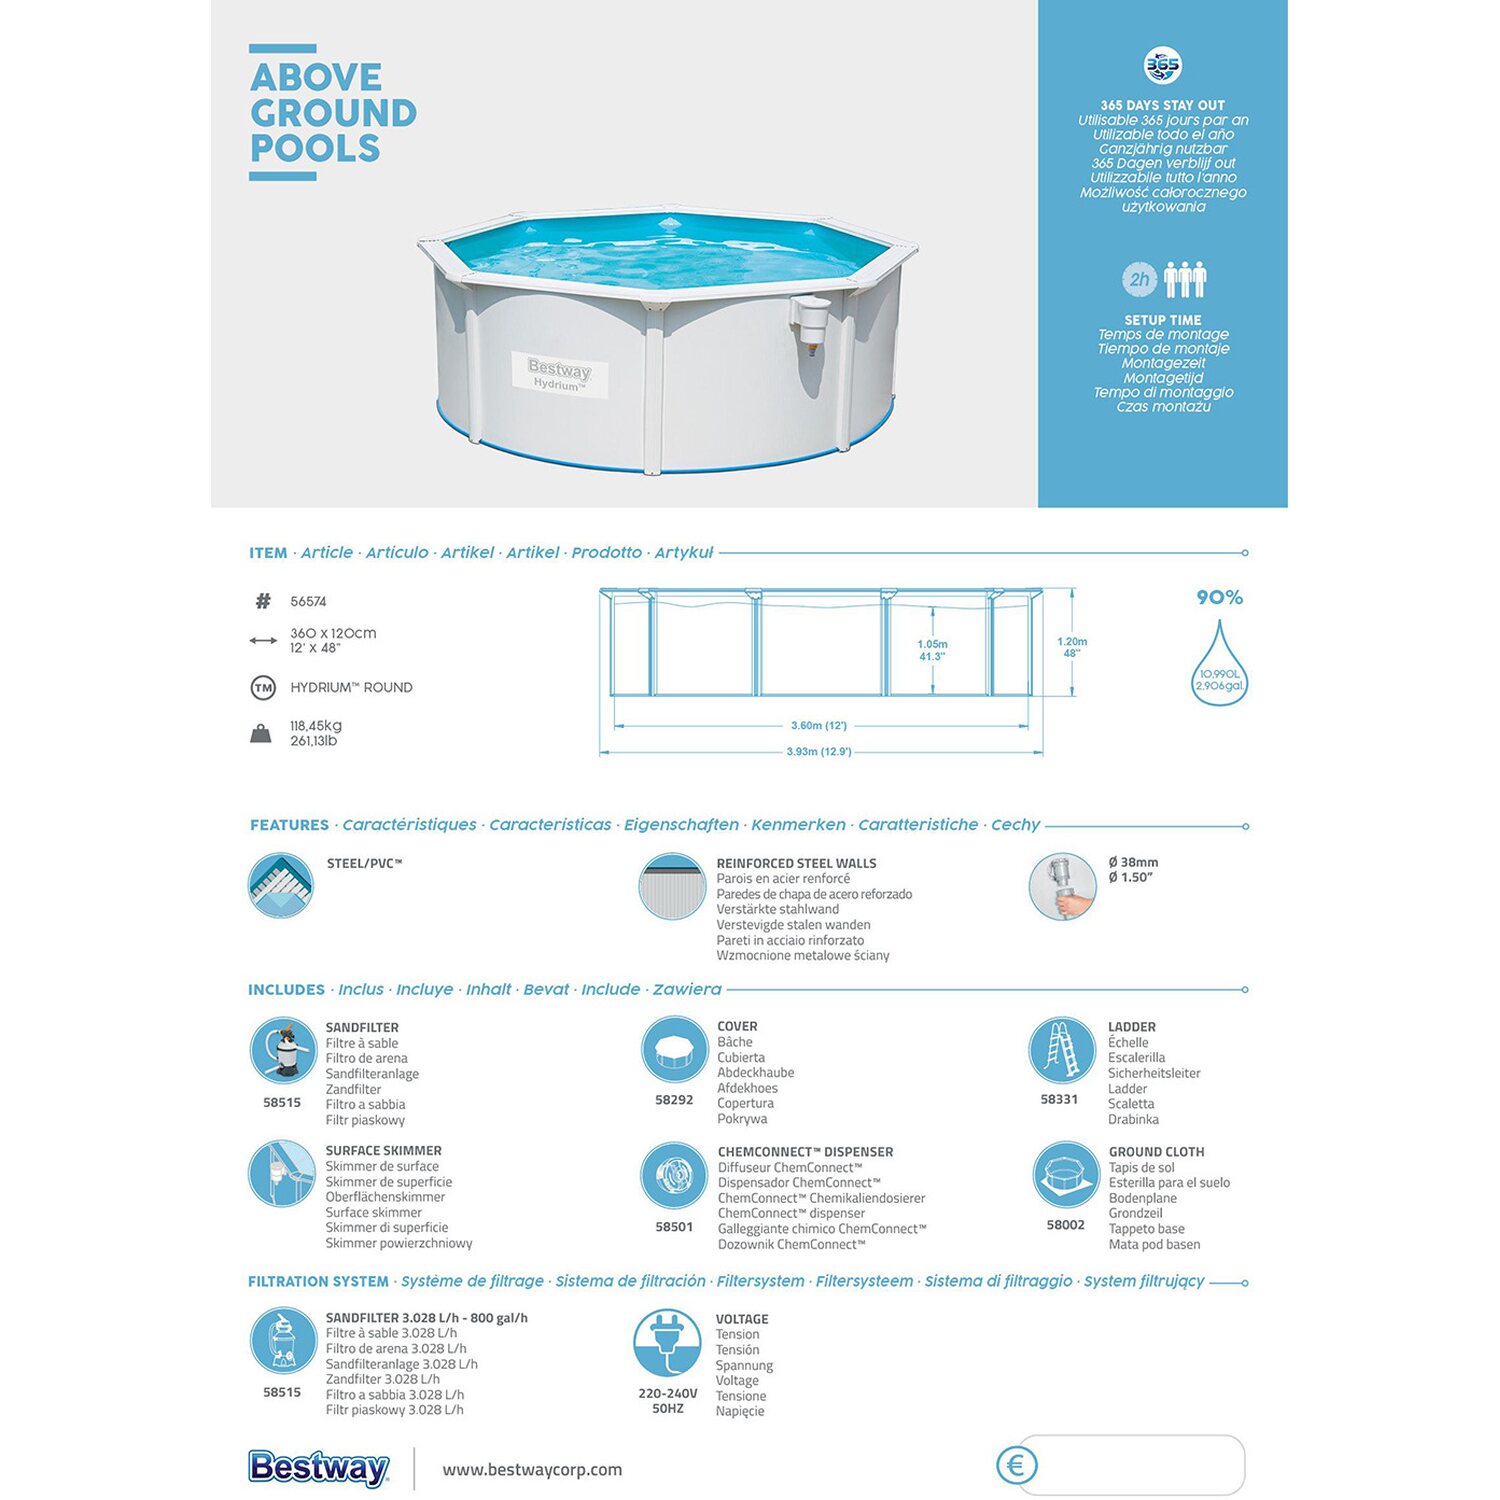 ABOVE
GROUND
POOLS
365
365 DAYS STAY OUT
Utilisable 365 jours par an
Utilizable todo el año
Ganzjährig nutzbar
365 Dagen verblijf out
Utilizzabile tutto l'anno
Możliwość całorocznego
użytkowania
2h
SETUP TIME
Temps de montage
Tiempo de montaje
Montagezeit
Montagetijd
Tempo di montaggio
Czas montażu
Bestway
Hydrium™
ITEM · Article · Artículo · Artikel · Artikel · Prodotto · Artykuł
# 56574
360 x 120cm
12' x 48"
TM HYDRIUM™ ROUND
118,45kg
261,13lb
1.05m
41.3"
1.20m
48"
3.60m (12')
3.93m (12.9')
90%
10,990L
2,906gal.
FEATURES · Caractéristiques · Características · Eigenschaften · Kenmerken · Caratteristiche · Cechy
STEEL/PVC™
REINFORCED STEEL WALLS
Parois en acier renforcé
Paredes de chapa de acero reforzado
Verstärkte stahlwand
Verstevigde stalen wanden
Pareti in acciaio rinforzato
Wzmocnione metalowe ściany
Ø 38mm
Ø 1.50”
INCLUDES · Inclus · Incluye · Inhalt · Bevat · Include · Zawiera
58515
SANDFILTER
Filtre à sable
Filtro de arena
Sandfilteranlage
Zandfilter
Filtro a sabbia
Filtr piaskowy
58292
COVER
Bâche
Cubierta
Abdeckhaube
Afdekhoes
Copertura
Pokrywa
58331
LADDER
Échelle
Escalerilla
Sicherheitsleiter
Ladder
Scaletta
Drabinka
SURFACE SKIMMER
Skimmer de surface
Skimmer de superficie
Oberflächenskimmer
Surface skimmer
Skimmer di superficie
Skimmer powierzchniowy
58501
CHEMCONNECT™ DISPENSER
Diffuseur ChemConnect™
Dispensador ChemConnect™
ChemConnect™ Chemikaliendosierer
ChemConnect™ dispenser
Galleggiante chimico ChemConnect™
Dozownik ChemConnect™
58002
GROUND CLOTH
Tapis de sol
Esterilla para el suelo
Bodenplane
Grondzeil
Tappeto base
Mata pod basen
FILTRATION SYSTEM · Système de filtrage · Sistema de filtración · Filtersystem · Filtersysteem · Sistema di filtraggio · System filtrujący
58515
SANDFILTER 3.028 L/h - 800 gal/h
Filtre à sable 3.028 L/h
Filtro de arena 3.028 L/h
Sandfilteranlage 3.028 L/h
Zandfilter 3.028 L/h
Filtro a sabbia 3.028 L/h
Filtr piaskowy 3.028 L/h
220-240V
50HZ
VOLTAGE
Tension
Tensión
Spannung
Voltage
Tensione
Napięcie
Bestway
www.bestwaycorp.com
€